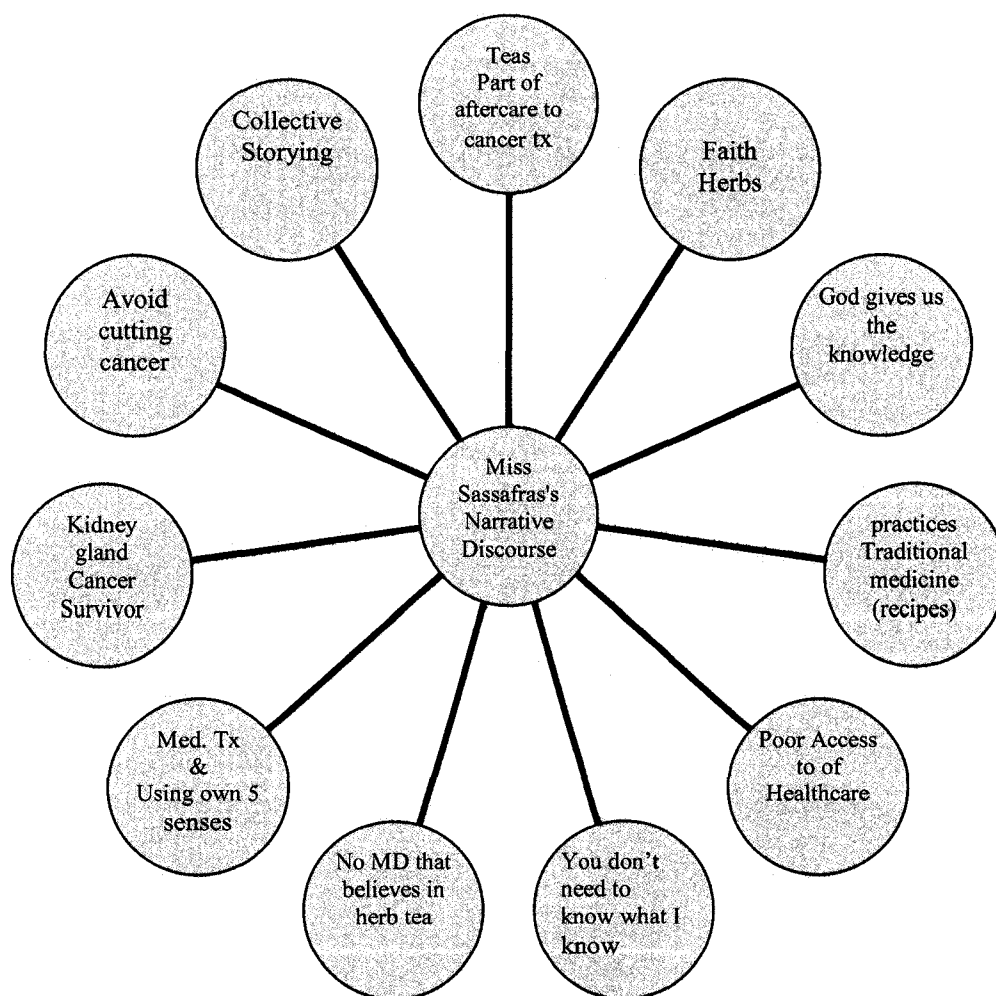 Teas
Part of
aftercare to
cancer tx
Faith
Herbs
God gives us
the
knowledge
practices
Traditional
medicine
(recipes)
Poor Access
to of
Healthcare
You don't
need to
know what I
know
No MD that
believes in
herb tea
Med. Tx
&
Using own 5
senses
Kidney
gland
Cancer
Survivor
Avoid
cutting
cancer
Collective
Storying
Miss
Sassafras's
Narrative
Discourse